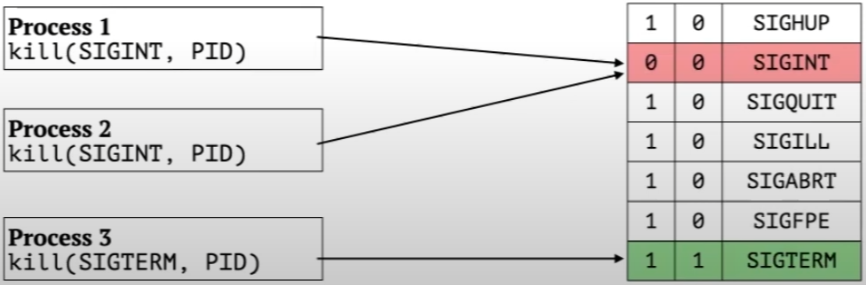 Process 1
kill(SIGINT, PID)
Process 2
kill(SIGINT, PID)
Process 3
kill(SIGTERM, PID)
1 0 SIGHUP
0 0 SIGINT
1 0 SIGQUIT
1 0 SIGILL
1 0 SIGABRT
1 0 SIGFPE
1 1 SIGTERM